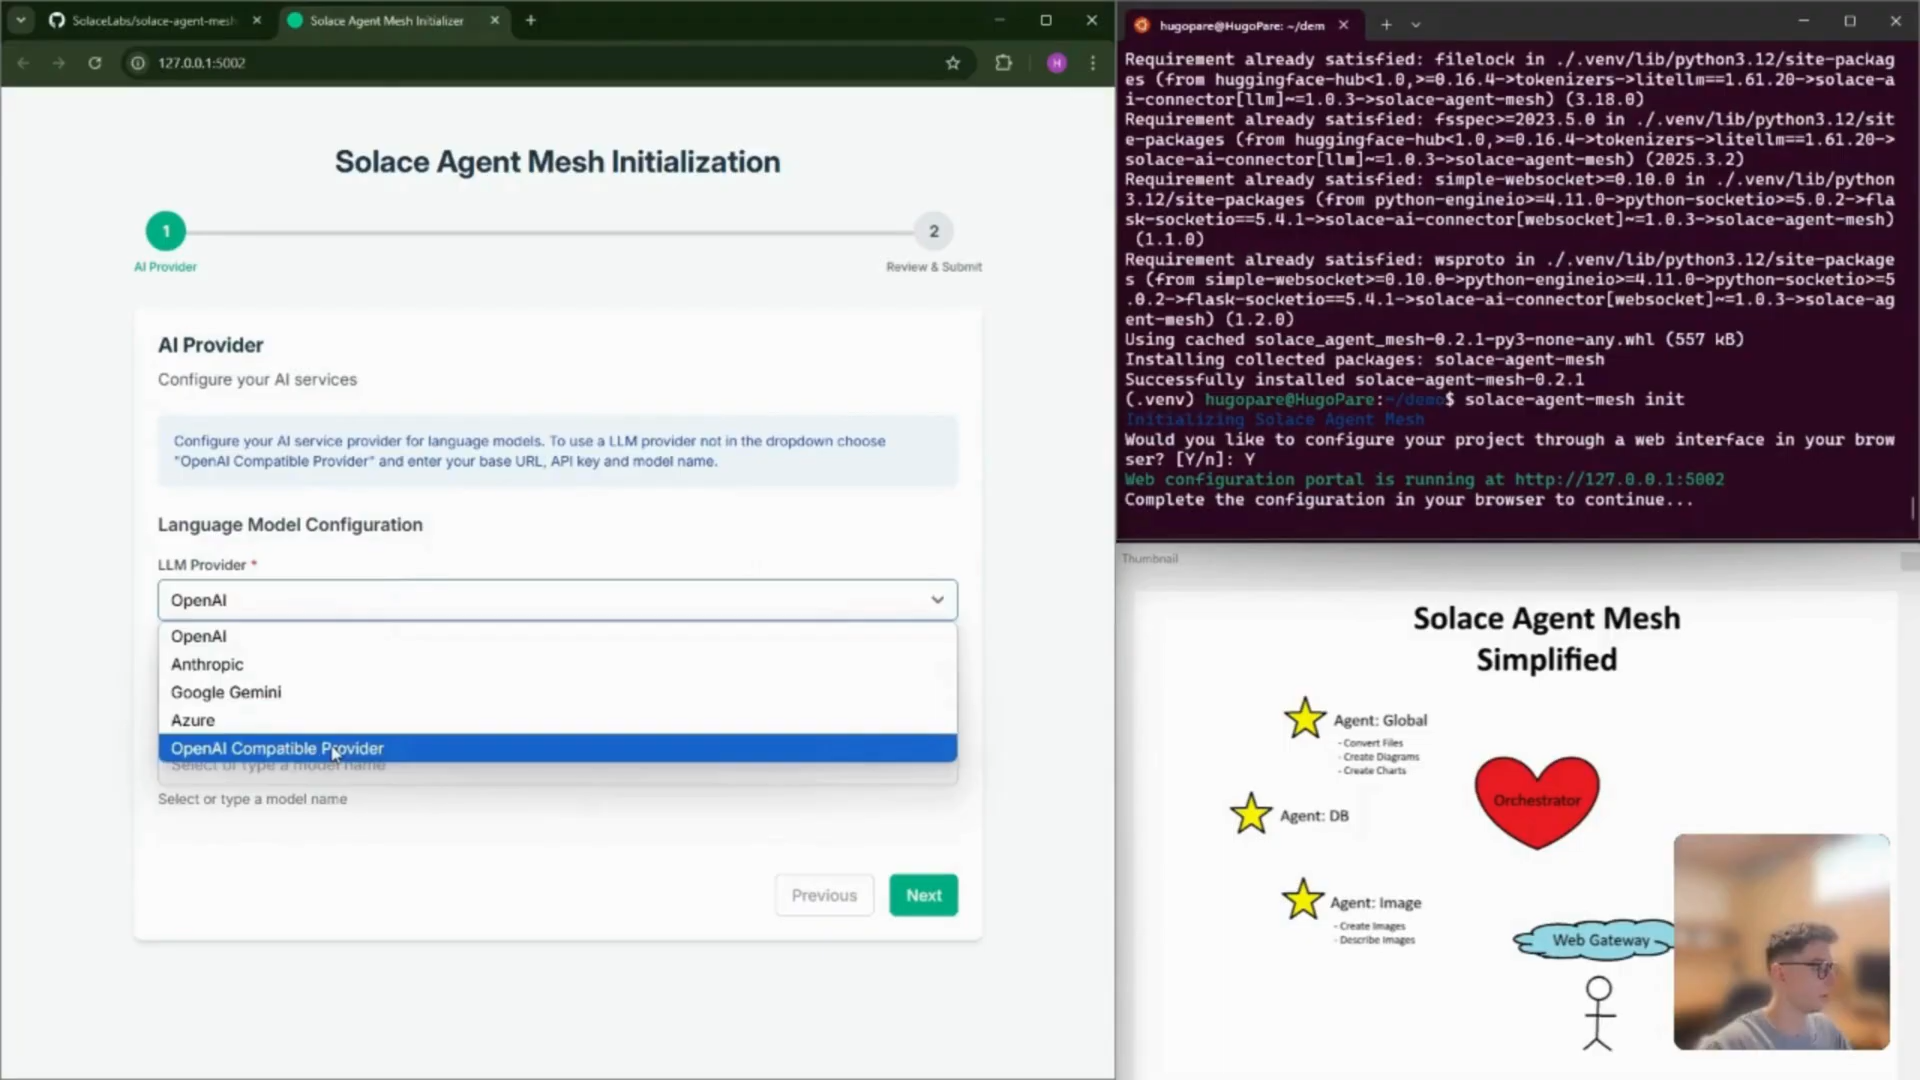 SolaceLabs/solace-agent-mesh
Solace Agent Mesh Initializer
127.0.0.1:5002
H
Solace Agent Mesh Initialization
1
2
AI Provider
Review & Submit
AI Provider
Configure your AI services
Configure your AI service provider for language models. To use a LLM provider not in the dropdown choose
"OpenAI Compatible Provider" and enter your base URL, API key and model name.
Language Model Configuration
LLM Provider *
OpenAI
OpenAI
Anthropic
Google Gemini
Azure
OpenAI Compatible Provider
Select or type a model name
Select or type a model name
Previous
Next
hugopare@HugoPare: ~/dem
Requirement already satisfied: filelock in ./.venv/lib/python3.12/site-packag
es (from huggingface-hub<1.0,>=0.16.4->tokenizers->litellm==1.61.20->solace-a
i-connector[llm]~=1.0.3->solace-agent-mesh) (3.18.0)
Requirement already satisfied: fsspec>=2023.5.0 in ./.venv/lib/python3.12/sit
e-packages (from huggingface-hub<1.0,>=0.16.4->tokenizers->litellm==1.61.20->
solace-ai-connector[llm]~=1.0.3->solace-agent-mesh) (2025.3.2)
Requirement already satisfied: simple-websocket>=0.10.0 in ./.venv/lib/python
3.12/site-packages (from python-engineio>=4.11.0->python-socketio>=5.0.2->fla
sk-socketio==5.4.1->solace-ai-connector[websocket]~=1.0.3->solace-agent-mesh)
(1.1.0)
Requirement already satisfied: wsproto in ./.venv/lib/python3.12/site-package
s (from simple-websocket>=0.10.0->python-engineio>=4.11.0->python-socketio>=5
.0.2->flask-socketio==5.4.1->solace-ai-connector[websocket]~=1.0.3->solace-ag
ent-mesh) (1.2.0)
Using cached solace_agent_mesh-0.2.1-py3-none-any.whl (557 kB)
Installing collected packages: solace-agent-mesh
Successfully installed solace-agent-mesh-0.2.1
(.venv) hugopare@HugoPare:~/demo$ solace-agent-mesh init
Initializing Solace Agent Mesh
Would you like to configure your project through a web interface in your brow
ser? [Y/n]: Y
Web configuration portal is running at http://127.0.0.1:5002
Complete the configuration in your browser to continue...
Thumbnail
Solace Agent Mesh
Simplified
Agent: Global
- Convert Files
- Create Diagrams
- Create Charts
Orchestrator
Agent: DB
Agent: Image
- Create Images
- Describe Images
Web Gateway